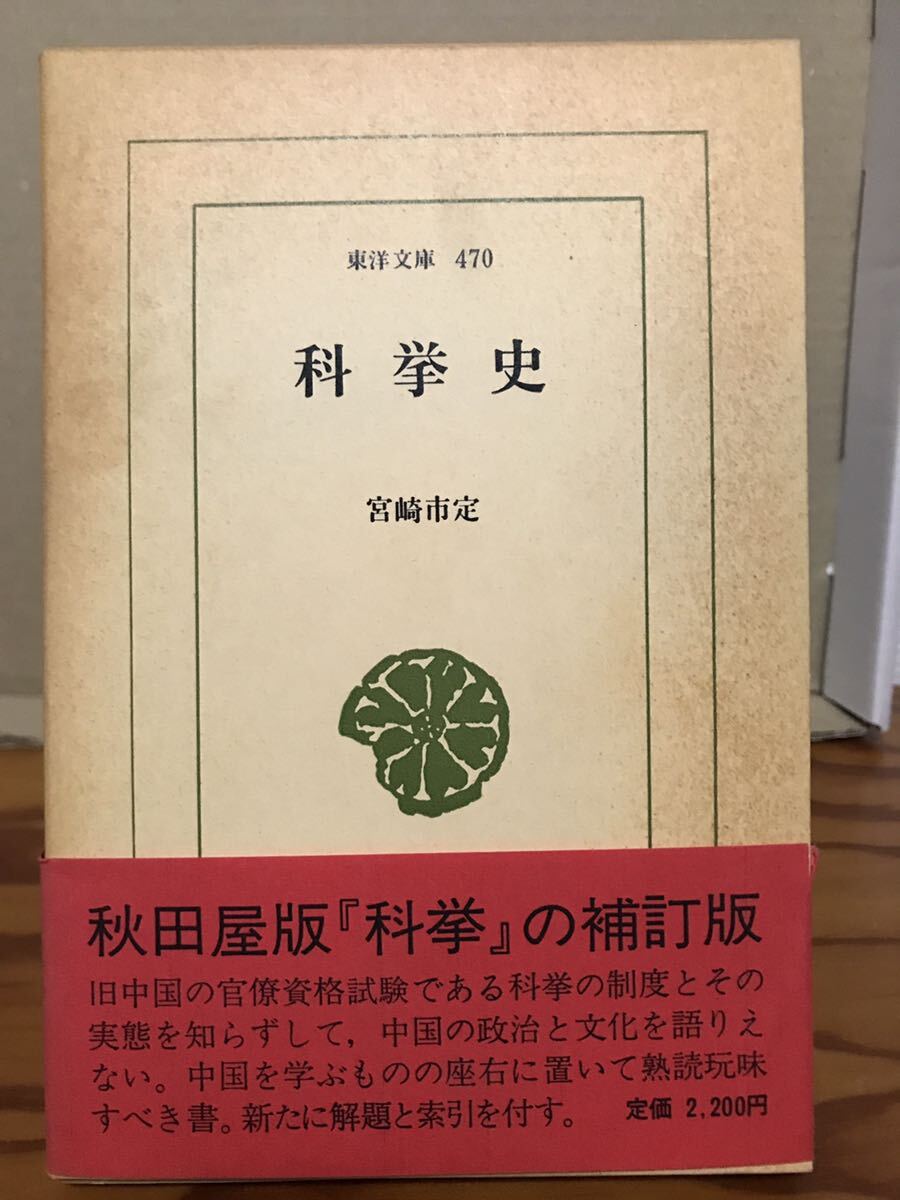 東洋文庫 470
科挙史
宮崎市定
秋田屋版『科挙』の補訂版
旧中国の官僚資格試験である科挙の制度とその
実態を知らずして，中国の政治と文化を語りえ
ない。中国を学ぶものの座右に置いて熟読玩味
すべき書。新たに解題と索引を付す。 定価 2,200円